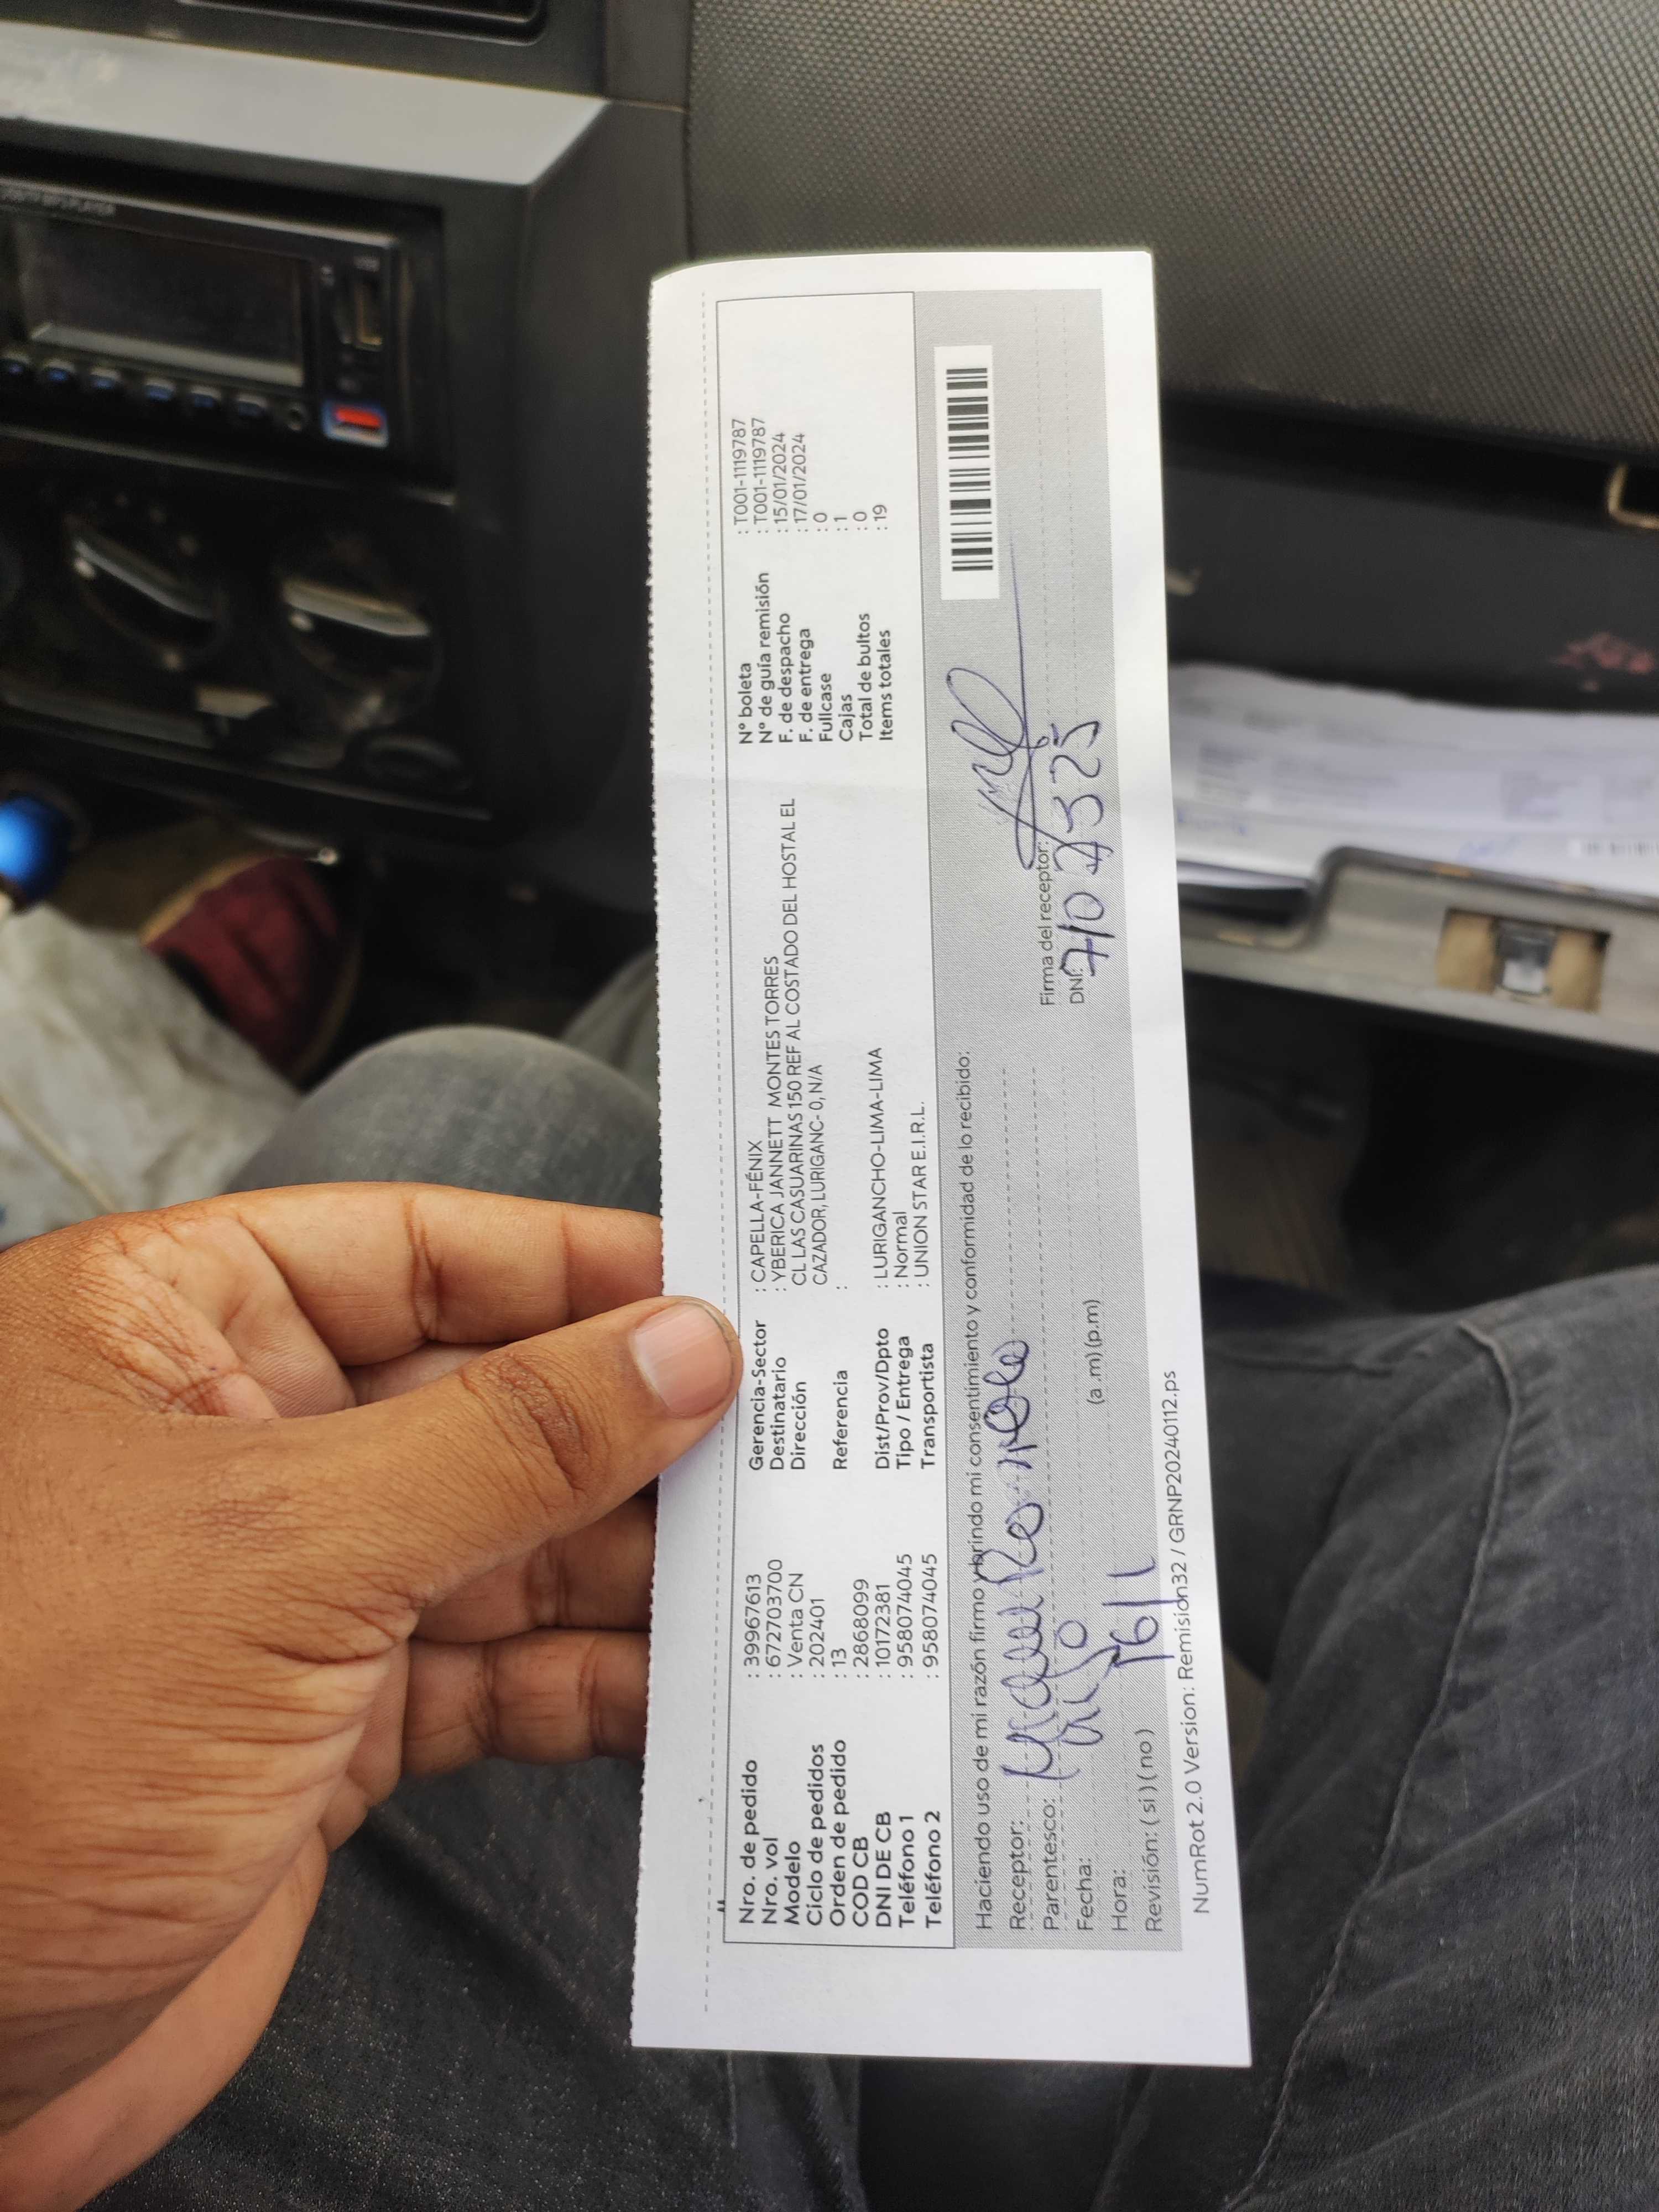 Nro. de pedido : 39967613
Nro. vol : 672703700
Modelo : Venta CN
Ciclo de pedidos : 202401
Orden de pedido : 13
COD CB : 2868099
DNI DE CB : 10172381
Teléfono 1 : 958074045
Teléfono 2 : 958074045
Gerencia-Sector : CAPELLA-FÉNIX
Destinatario : YBERICA JANNETT MONTES TORRES
Dirección CL LAS CASUARINAS 150 REF AL COSTADO DEL HOSTAL EL
CAZADOR, LURIGANC- 0, N/A
Referencia :
Dist/Prov/Dpto : LURIGANCHO-LIMA-LIMA
Tipo / Entrega : Normal
Transportista : UNION STAR E.I.R.L.
N° boleta : T001-1119787
N° de guía remisión : T001-1119787
F. de despacho : 15/01/2024
F. de entrega : 17/01/2024
Fullcase : 0
Cajas : 1
Total de bultos : 0
Items totales : 19
Haciendo uso de mi razón firmo y brindo mi consentimiento y conformidad de lo recibido:
Receptor:
Parentesco: hijo
Fecha:
Hora: (a .m) (p.m)
Revisión: ( si ) ( no )
Firma del receptor:
DNI:
NumRot 2.0 Version: Remision32 / GRNP20240112.ps